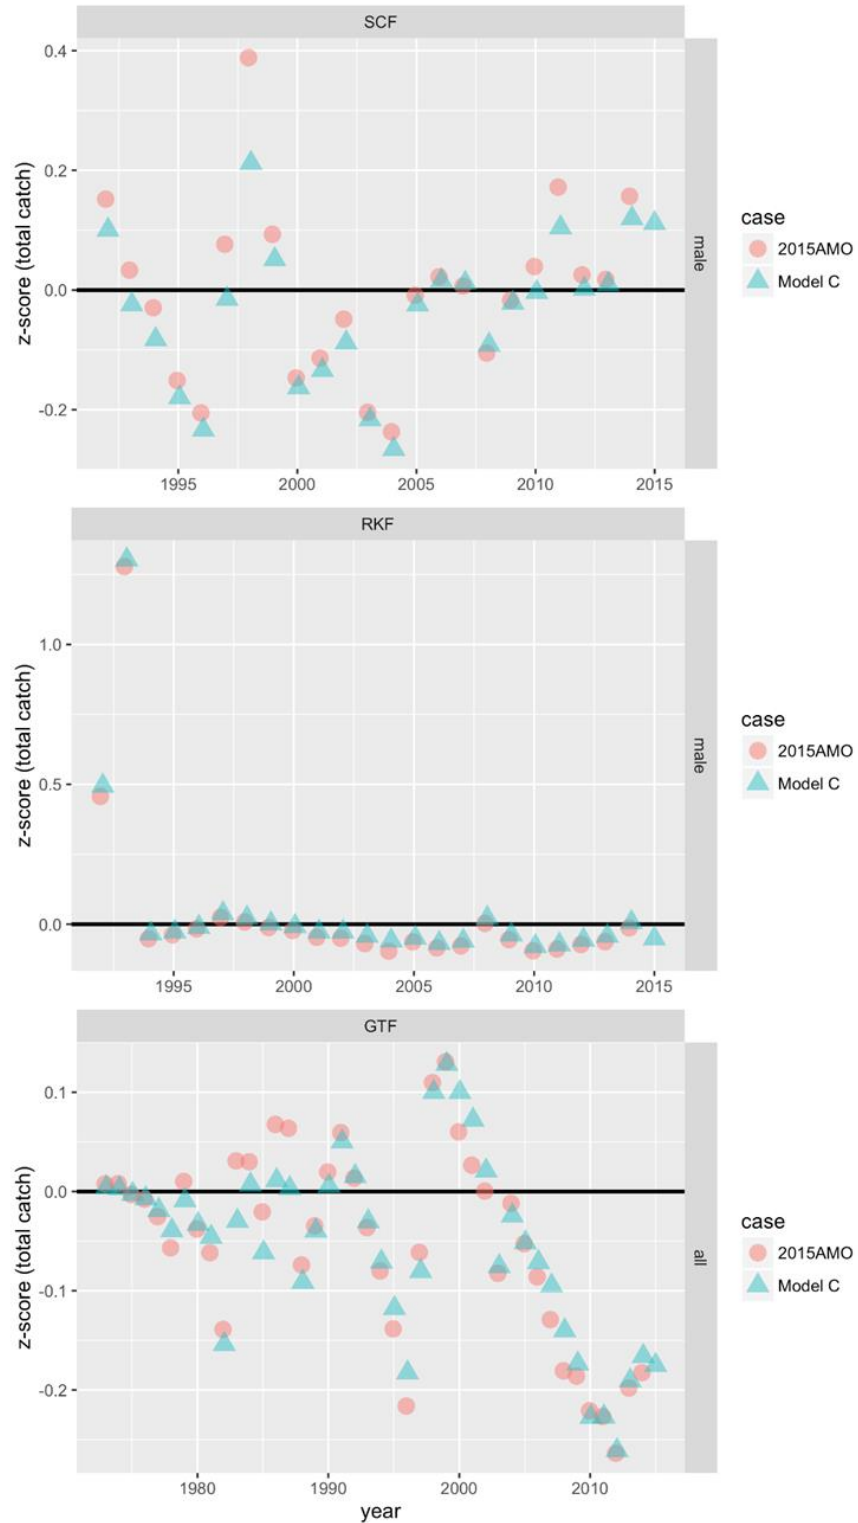 SCF
0.4
0.2
0.0
-0.2
z-score (total catch)
male
1995 2000 2005 2010 2015
case
2015AMO
Model C
RKF
1.0
0.5
0.0
z-score (total catch)
male
1995 2000 2005 2010 2015
case
2015AMO
Model C
GTF
0.1
0.0
-0.1
-0.2
z-score (total catch)
all
1980 1990 2000 2010
year
case
2015AMO
Model C